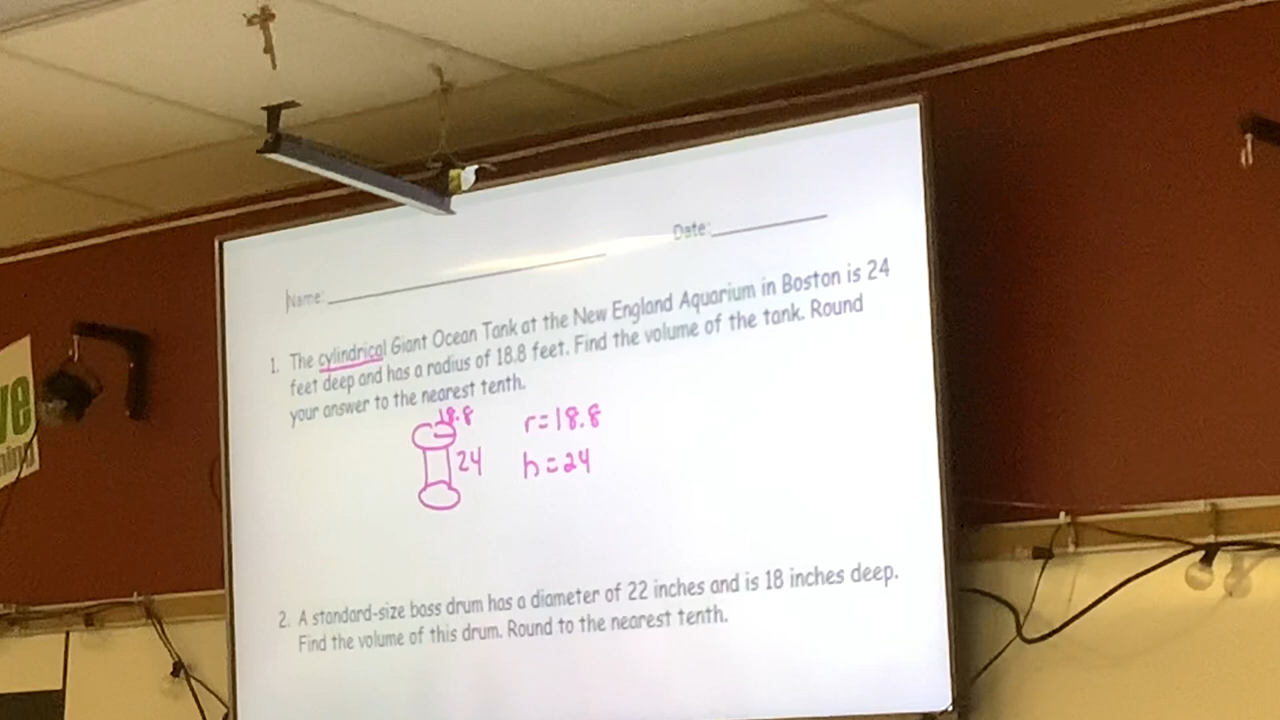 Date:
Name:
1. The cylindrical Giant Ocean Tank at the New England Aquarium in Boston is 24
feet deep and has a radius of 18.8 feet. Find the volume of the tank. Round
your answer to the nearest tenth.
18.8
r=18.8
24
h=24
2. A standard-size bass drum has a diameter of 22 inches and is 18 inches deep.
Find the volume of this drum. Round to the nearest tenth.